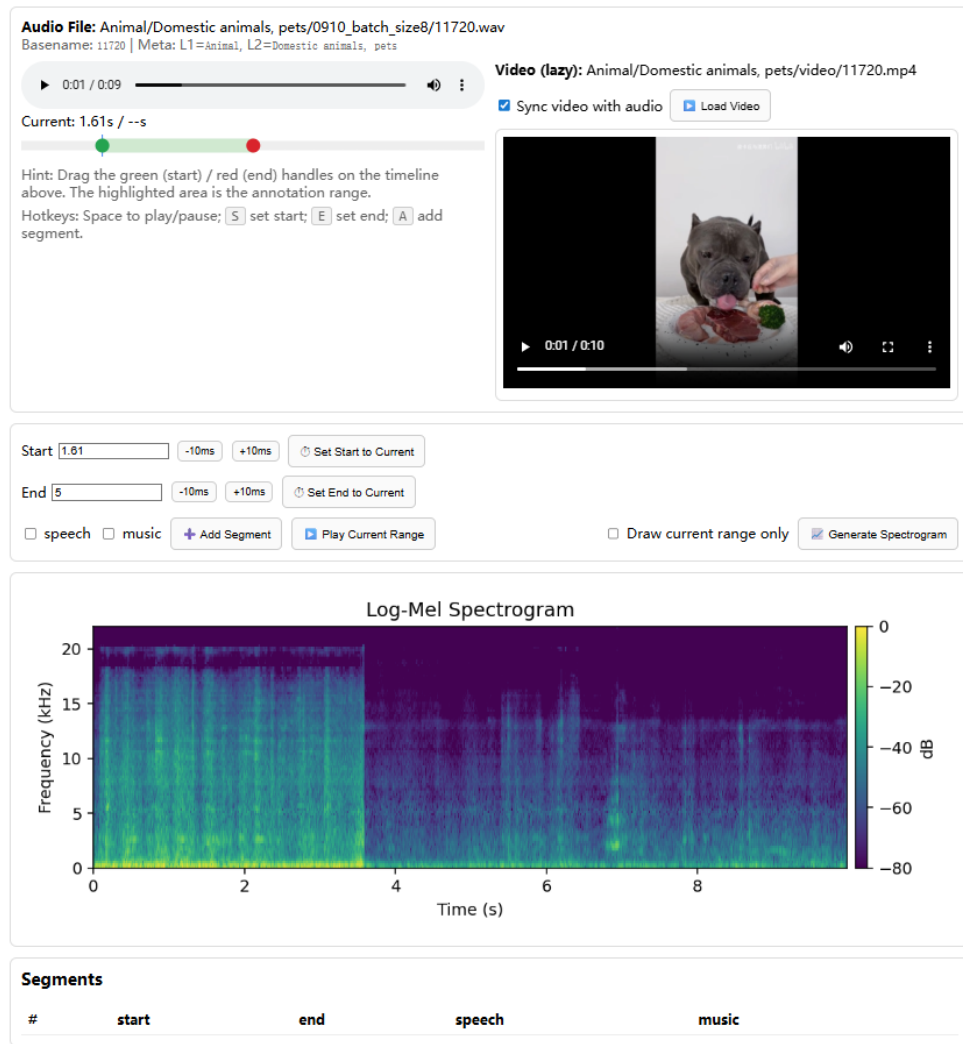 Audio File: Animal/Domestic animals, pets/0910_batch_size8/11720.wav
Basename: 11720 | Meta: L1=Animal, L2=Domestic animals, pets
0:01 / 0:09
Current: 1.61s / --s
Hint: Drag the green (start) / red (end) handles on the timeline
above. The highlighted area is the annotation range.
Hotkeys: Space to play/pause; S set start; E set end; A add
segment.
Video (lazy): Animal/Domestic animals, pets/video/11720.mp4
Sync video with audio Load Video
0:01 / 0:10
Start 1.61 -10ms +10ms Set Start to Current
End 5 -10ms +10ms Set End to Current
speech music Add Segment Play Current Range Draw current range only Generate Spectrogram
Log-Mel Spectrogram
Frequency (kHz)
20
15
10
5
0
0 2 4 6 8
Time (s)
0
−20
−40
−60
−80
dB
Segments
# start end speech music